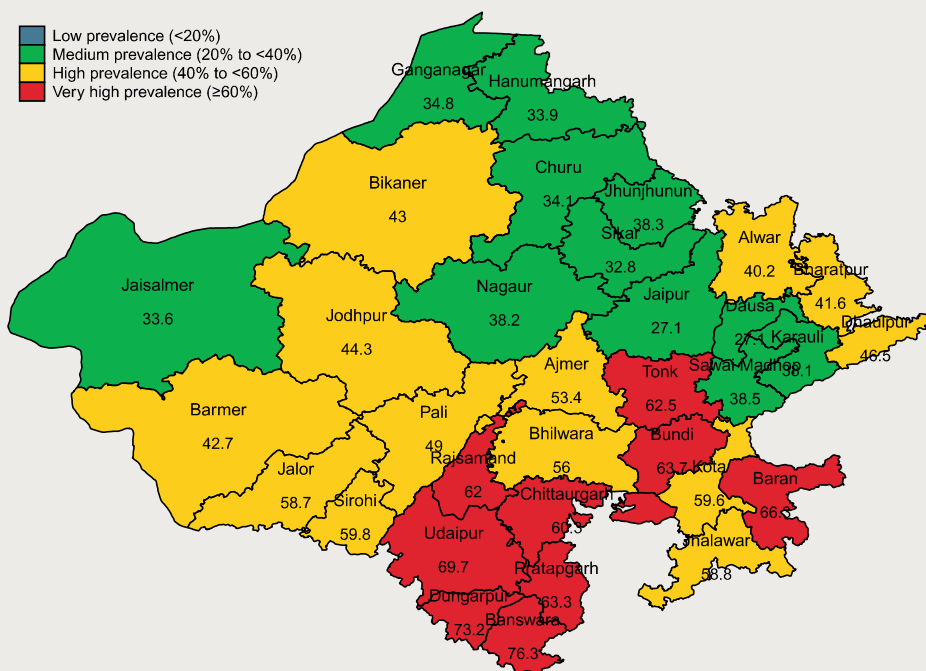 Low prevalence (<20%)
Medium prevalence (20% to <40%)
High prevalence (40% to <60%)
Very high prevalence (≥60%)
Ganganagar
34.8
Hanumangarh
33.9
Churu
34.1
Bikaner
43
Jhunjhunun
38.3
Sikar
32.8
Alwar
40.2
Bharatpur
41.6
Jaisalmer
33.6
Nagaur
38.2
Jaipur
27.1
Dausa
27.1
Dhaulpur
46.5
Karauli
Jodhpur
44.3
Ajmer
53.4
Tonk
62.5
Sawai Madhop
38.5
Barmer
42.7
Pali
49
Bhilwara
56
Bundi
63.7
Kota
59.6
Baran
Rajsamand
62
Jalor
58.7
Sirohi
59.8
Chittaurgarh
60.3
Udaipur
69.7
Jhalawar
58.8
Pratapgarh
63.3
Dungarpur
73.2
Banswara
76.3